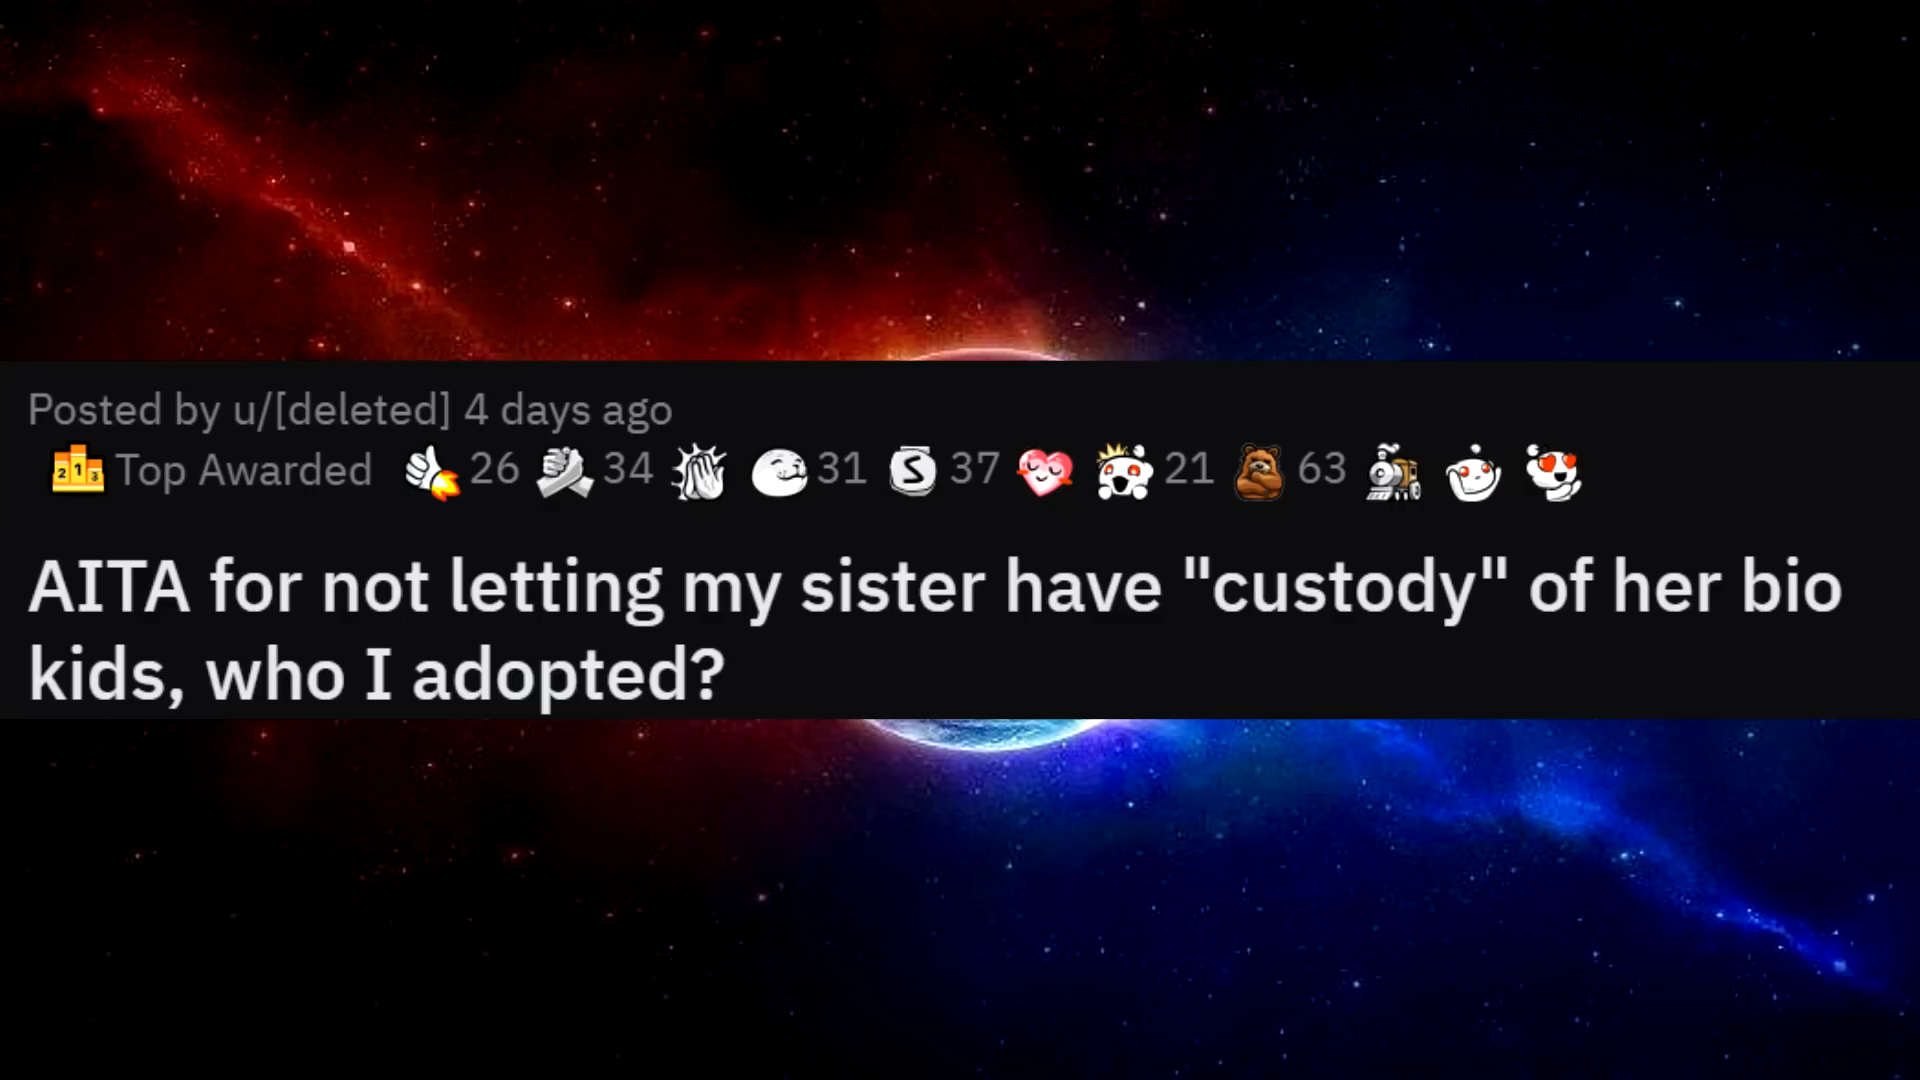 Posted by u/[deleted] 4 days ago
Top Awarded 26 34 31 S 37 21 63
AITA for not letting my sister have "custody" of her bio
kids, who I adopted?